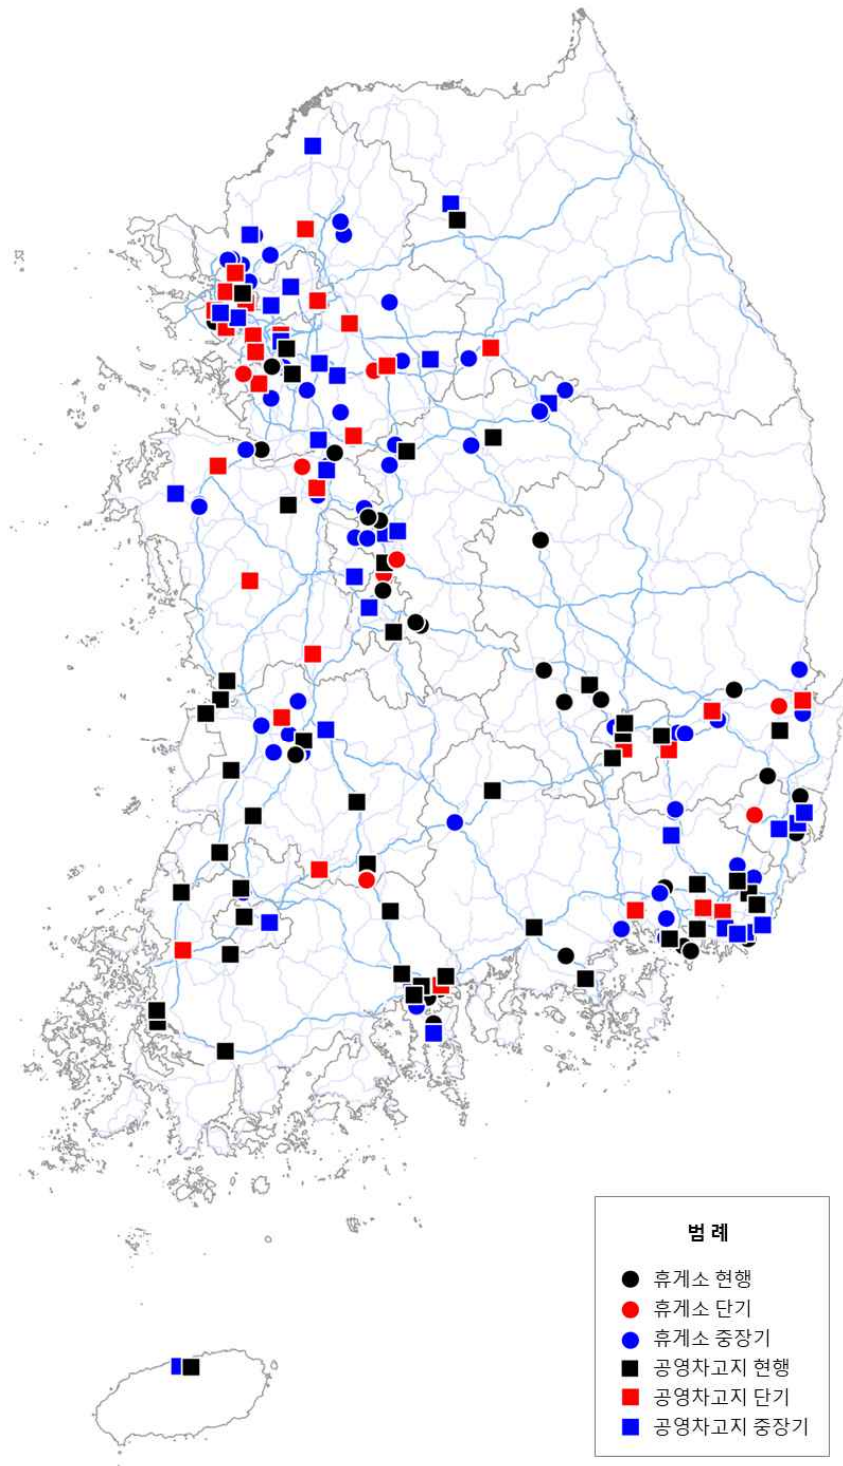 범 례
휴게소 현행
휴게소 단기
휴게소 중장기
공영차고지 현행
공영차고지 단기
공영차고지 중장기